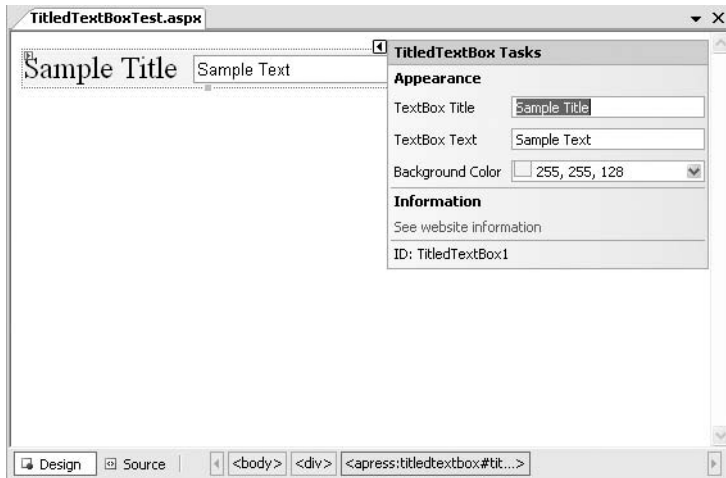 TitledTextBoxTest.aspx
Sample Title
Sample Text
TitledTextBox Tasks
Appearance
TextBox Title
Sample Title
TextBox Text
Sample Text
Background Color
255, 255, 128
Information
See website information
ID: TitledTextBox1
Design
Source
<body>
<div>
<apress:titledtextbox#tit...>